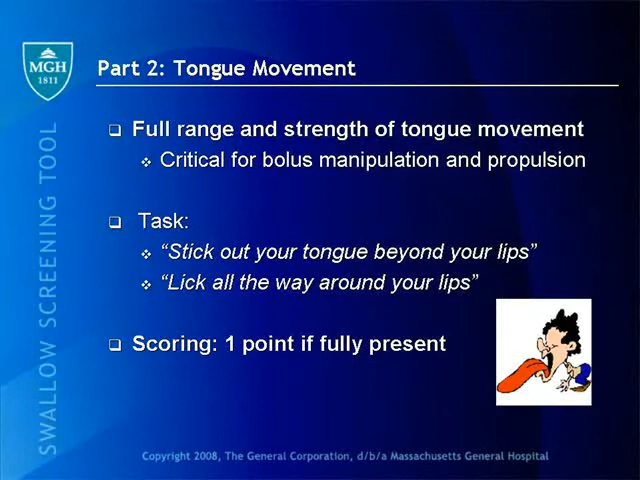 MGH
1811
Part 2: Tongue Movement
SWALLOW SCREENING TOOL
Full range and strength of tongue movement
Critical for bolus manipulation and propulsion
Task:
“Stick out your tongue beyond your lips”
“Lick all the way around your lips”
Scoring: 1 point if fully present
Copyright 2008, The General Corporation, d/b/a Massachusetts General Hospital